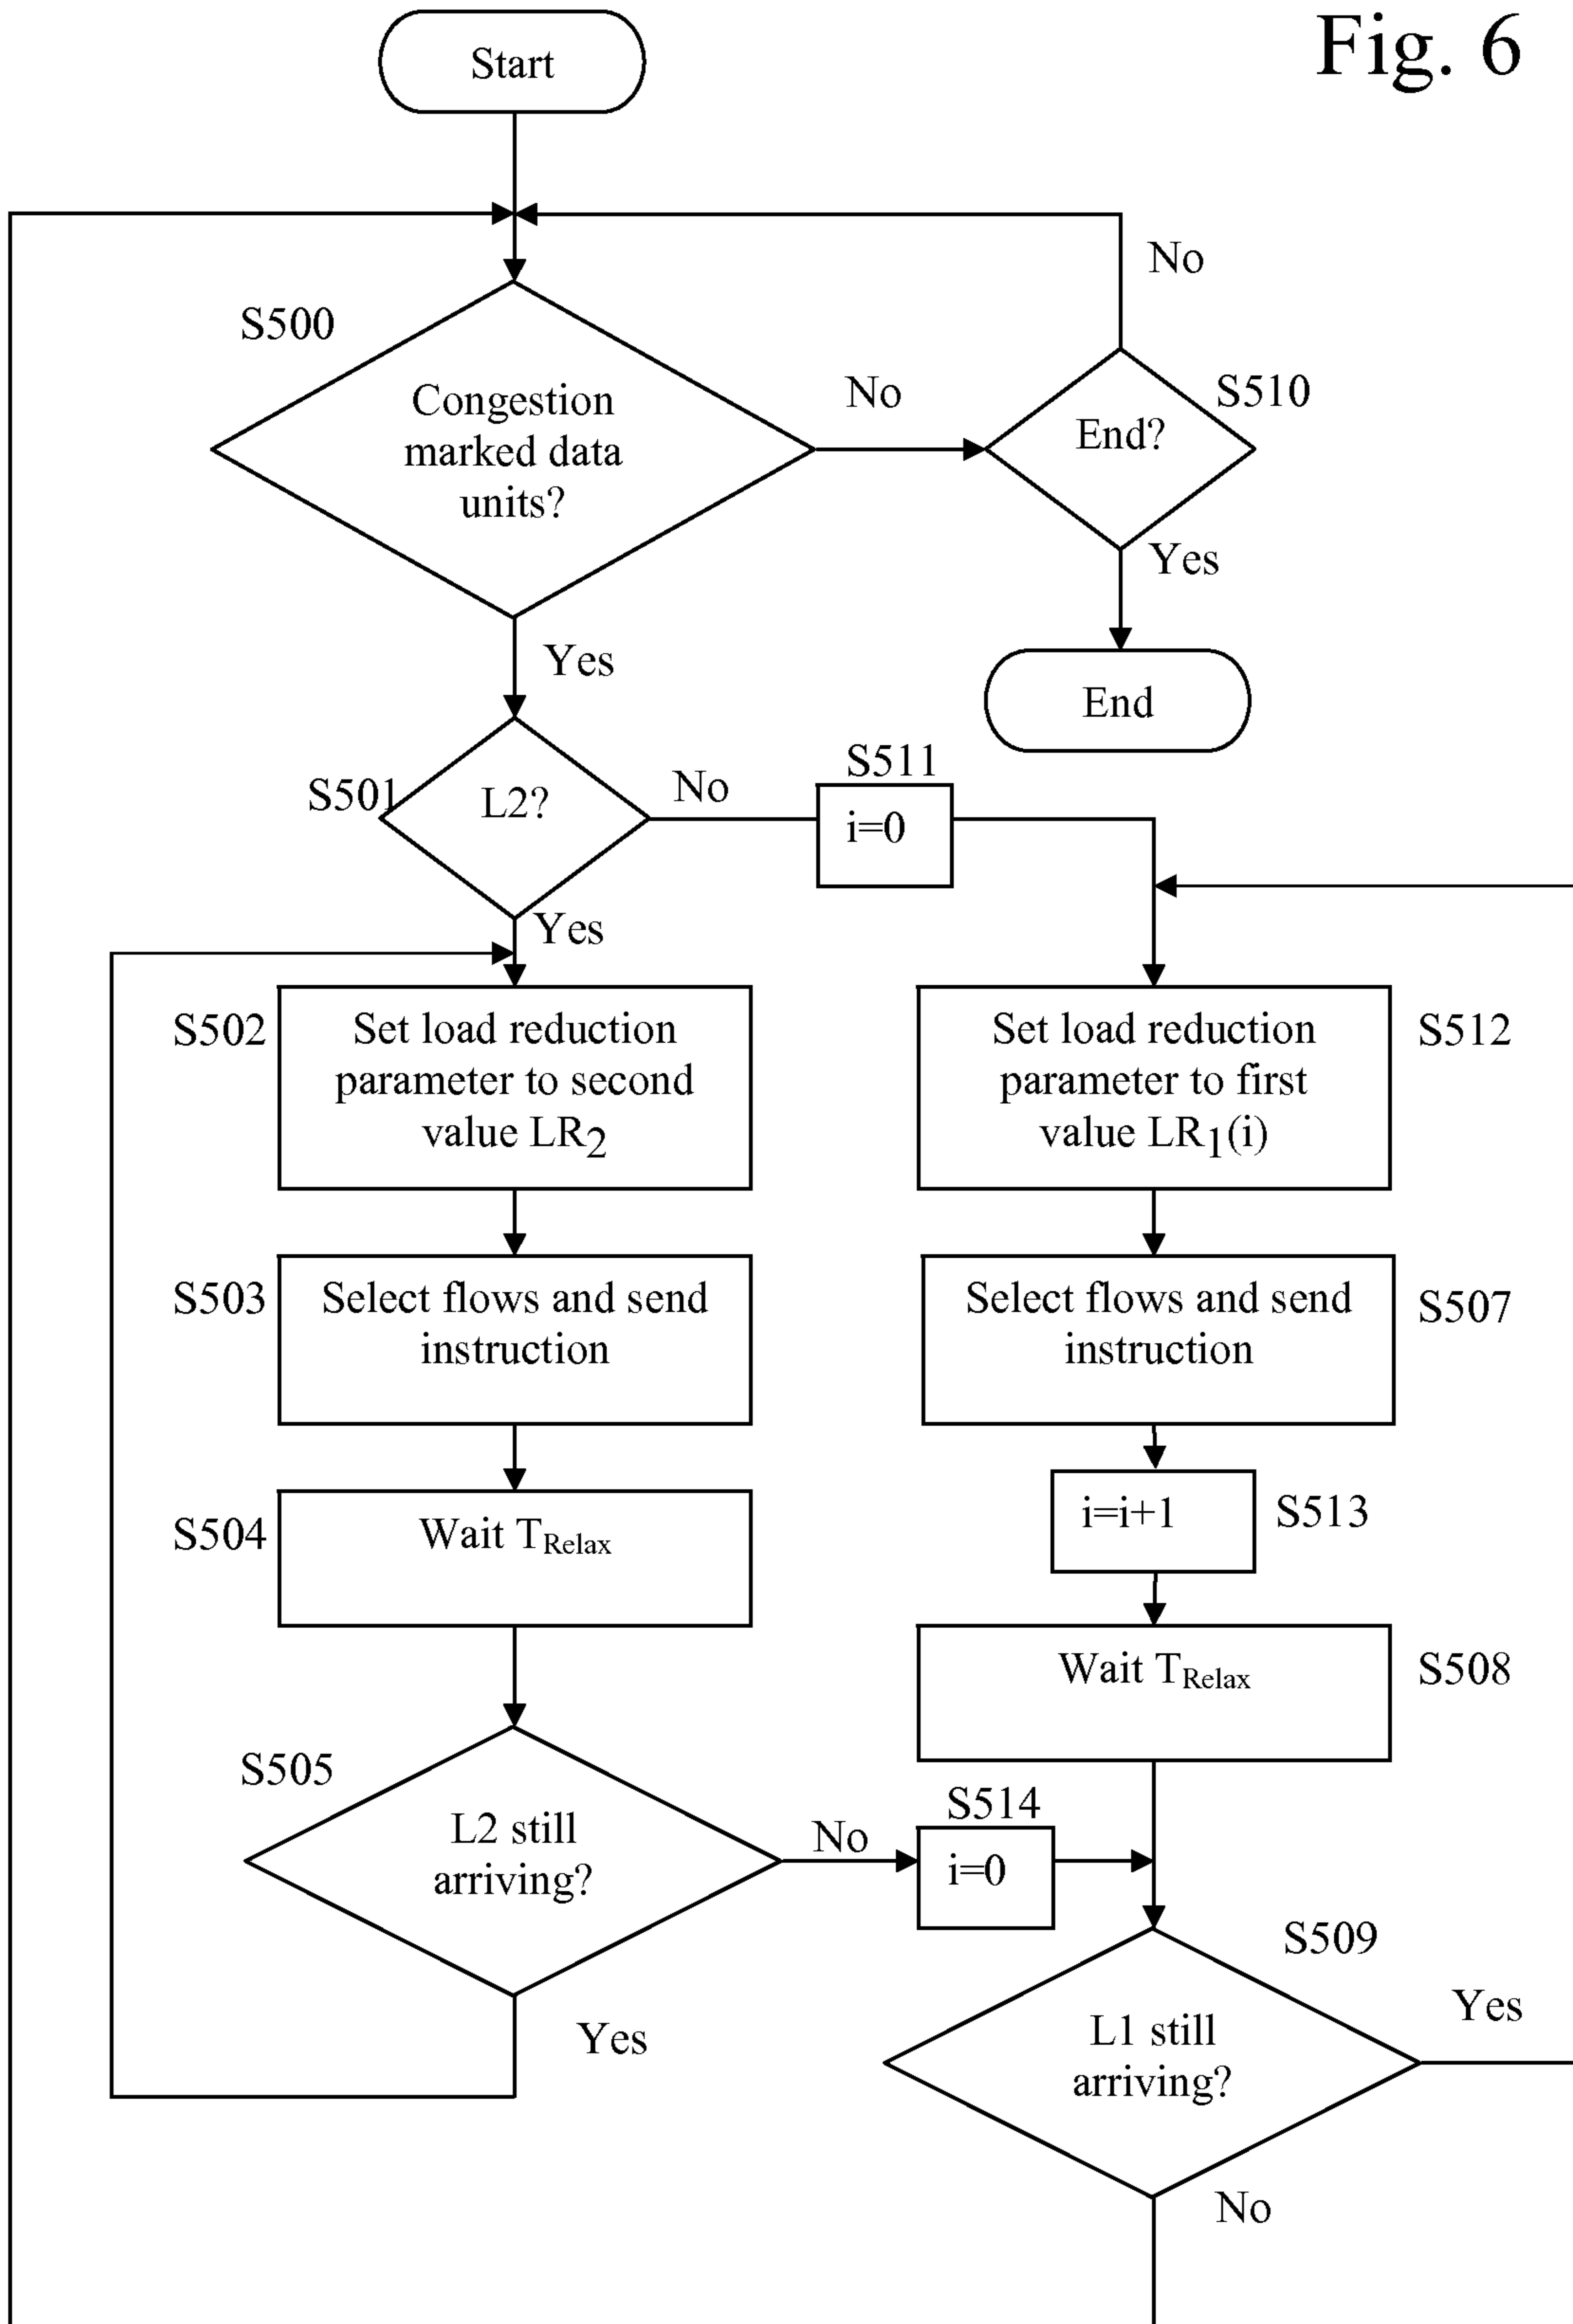 Fig. 6
Start
No
S500
Congestion
marked data
units?
No
S510
End?
Yes
Yes
End
S501
L2?
No
S511
i=0
Yes
S502
Set load reduction
parameter to second
value LR2
Set load reduction
parameter to first
value LR1(i)
S512
S503
Select flows and send
instruction
Select flows and send
instruction
S507
S504
Wait TRelax
i=i+1
S513
Wait TRelax
S508
S505
L2 still
arriving?
No
S514
i=0
Yes
S509
L1 still
arriving?
Yes
No